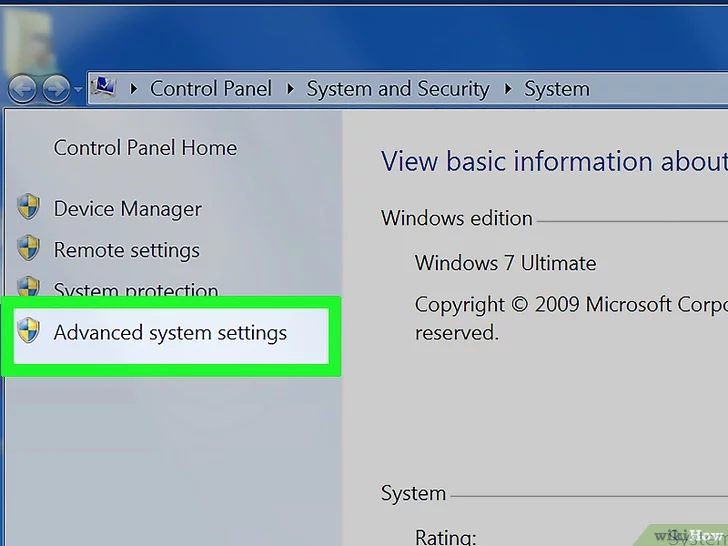 Control Panel System and Security System
Control Panel Home
Device Manager
Remote settings
System protection
Advanced system settings
View basic information about
Windows edition
Windows 7 Ultimate
Copyright © 2009 Microsoft Corpo
reserved.
System
Rating:
System
wikiHow